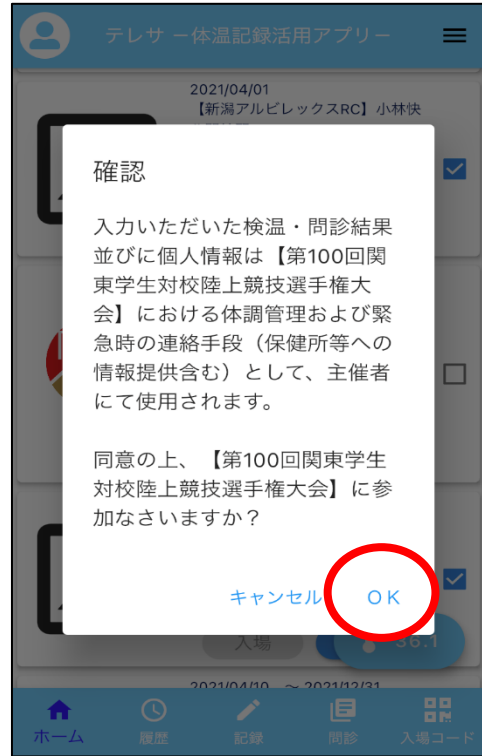 テレサ －体温記録活用アプリ－
2021/04/01
【新潟アルビレックスRC】小林快
確認
入力いただいた検温・問診結果
並びに個人情報は【第100回関
東学生対校陸上競技選手権大
会】における体調管理および緊
急時の連絡手段（保健所等への
情報提供含む）として、主催者
にて使用されます。
同意の上、【第100回関東学生
対校陸上競技選手権大会】に参
加なさいますか？
キャンセル OK
入場 36.1
2021/04/10 ～ 2021/12/31
ホーム 履歴 記録 問診 入場コード